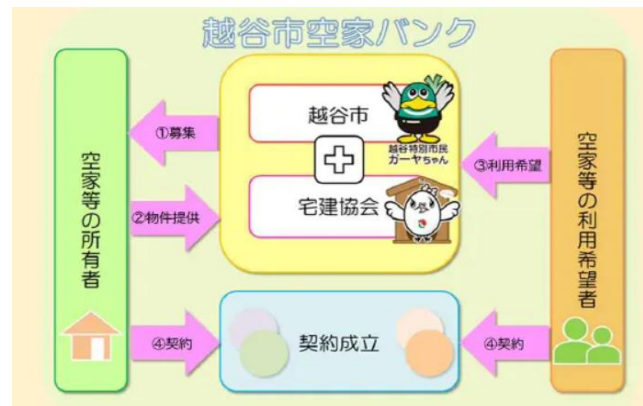 越谷市空家バンク
越谷市
越谷特別市民
ガーヤちゃん
宅建協会
空家等の所有者
①募集
②物件提供
③利用希望
空家等の利用希望者
④契約
契約成立
④契約